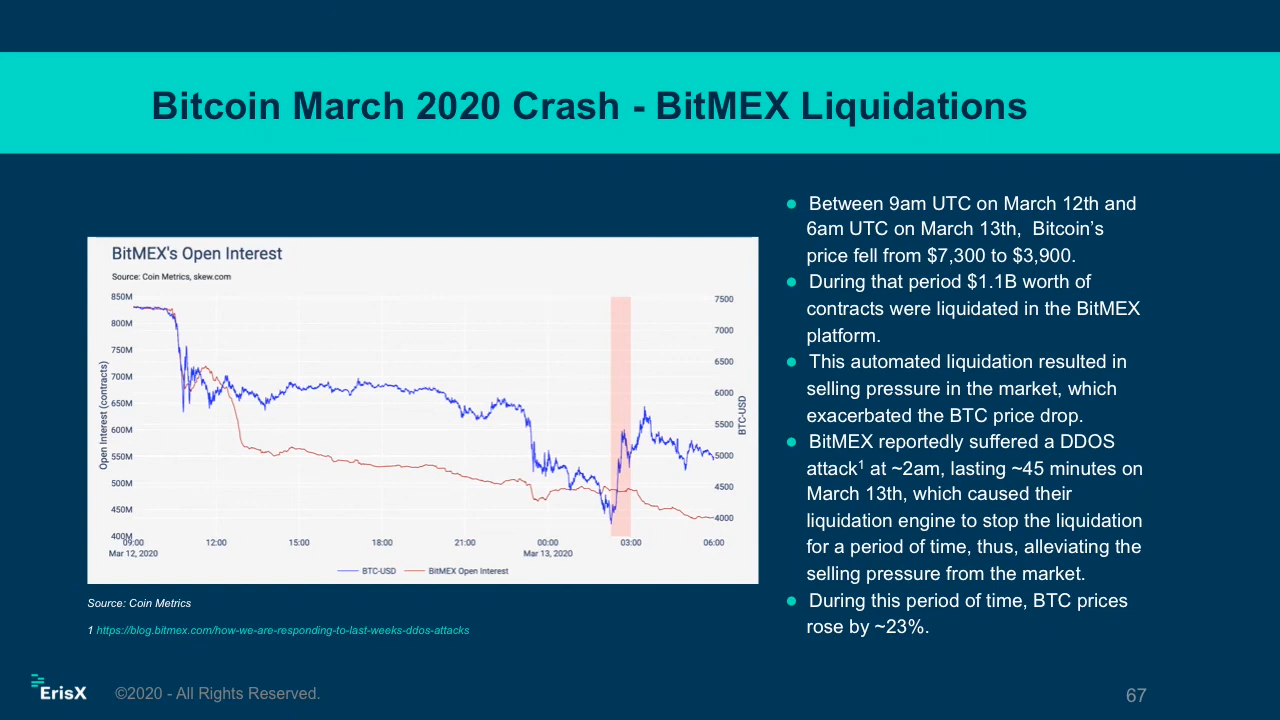 Bitcoin March 2020 Crash - BitMEX Liquidations
BitMEX's Open Interest
Source: Coin Metrics, skew.com
850M
800M
750M
700M
650M
600M
550M
500M
450M
400M
Open Interest (contracts)
7500
7000
6500
6000
5500
5000
4500
4000
BTC-USD
09:00
12:00
15:00
18:00
21:00
00:00
03:00
06:00
Mar 12, 2020
Mar 13, 2020
BTC-USD
BitMEX Open Interest
Source: Coin Metrics
1 https://blog.bitmex.com/how-we-are-responding-to-last-weeks-ddos-attacks
● Between 9am UTC on March 12th and
6am UTC on March 13th, Bitcoin’s
price fell from $7,300 to $3,900.
● During that period $1.1B worth of
contracts were liquidated in the BitMEX
platform.
● This automated liquidation resulted in
selling pressure in the market, which
exacerbated the BTC price drop.
● BitMEX reportedly suffered a DDOS
attack¹ at ~2am, lasting ~45 minutes on
March 13th, which caused their
liquidation engine to stop the liquidation
for a period of time, thus, alleviating the
selling pressure from the market.
● During this period of time, BTC prices
rose by ~23%.
ErisX
©2020 - All Rights Reserved.
67